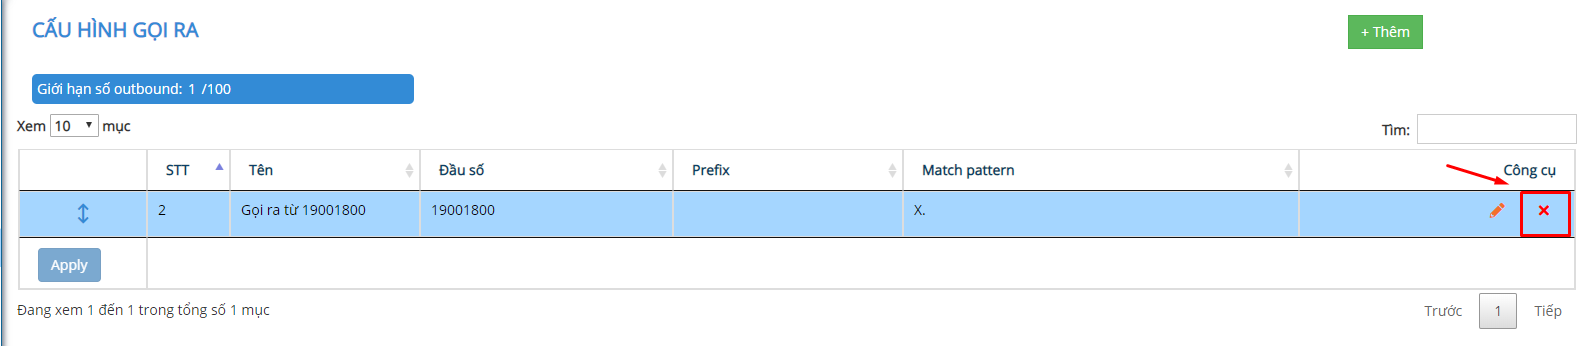 CẤU HÌNH GỌI RA
+ Thêm
Giới hạn số outbound: 1 /100
Xem 10 mục
Tìm:
STT Tên Đầu số Prefix Match pattern Công cụ
2 Gọi ra từ 19001800 19001800 X.
Apply
Đang xem 1 đến 1 trong tổng số 1 mục
Trước 1 Tiếp